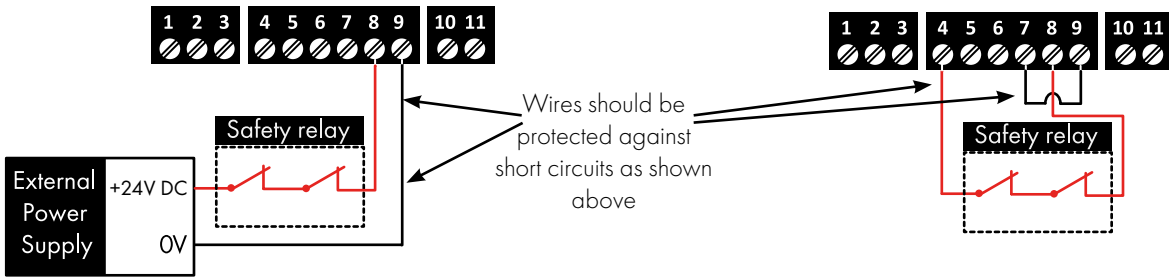 1 2 3 4 5 6 7 8 9 10 11
1 2 3 4 5 6 7 8 9 10 11
Wires should be
protected against
short circuits as shown
above
Safety relay
Safety relay
External
Power
Supply
+24V DC
0V